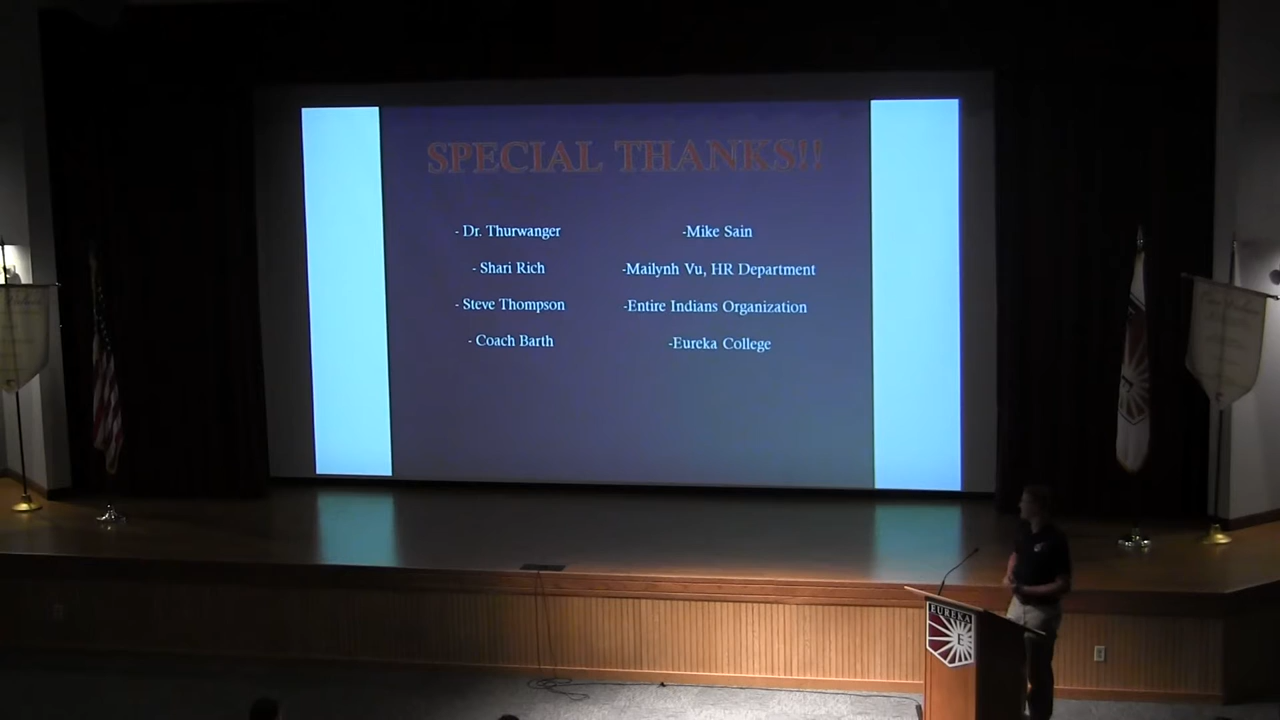 SPECIAL THANKS!!
- Dr. Thurwanger
- Shari Rich
- Steve Thompson
- Coach Barth
-Mike Sain
-Mailynh Vu, HR Department
-Entire Indians Organization
-Eureka College
EUREKA
E